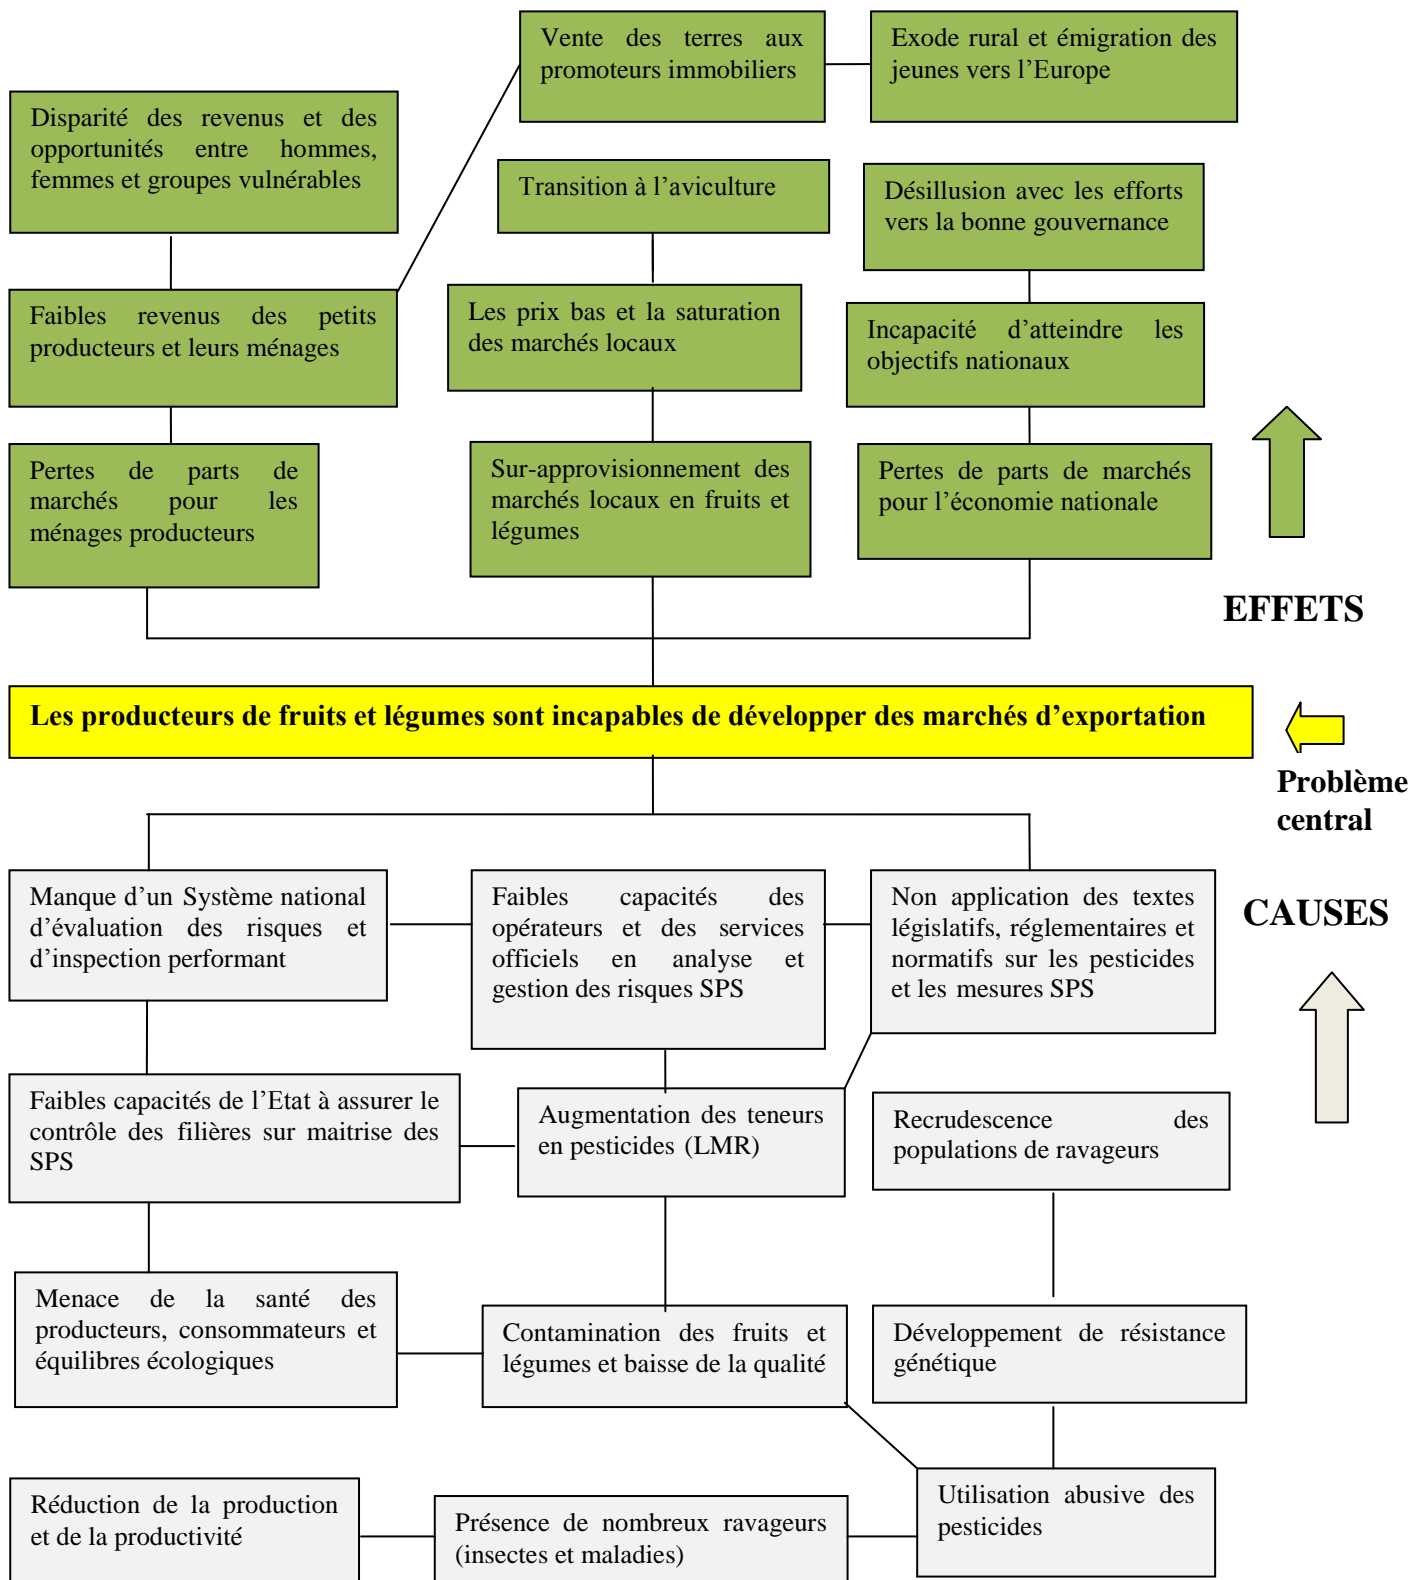 Vente des terres aux
promoteurs immobiliers
Exode rural et émigration des
jeunes vers l’Europe
Disparité des revenus et des
opportunités entre hommes,
femmes et groupes vulnérables
Transition à l’aviculture
Désillusion avec les efforts
vers la bonne gouvernance
Faibles revenus des petits
producteurs et leurs ménages
Les prix bas et la saturation
des marchés locaux
Incapacité d’atteindre les
objectifs nationaux
Pertes de parts de
marchés pour les
ménages producteurs
Sur-approvisionnement des
marchés locaux en fruits et
légumes
Pertes de parts de marchés
pour l’économie nationale
EFFETS
Les producteurs de fruits et légumes sont incapables de développer des marchés d’exportation
Problème
central
Manque d’un Système national
d’évaluation des risques et
d’inspection performant
Faibles capacités des
opérateurs et des services
officiels en analyse et
gestion des risques SPS
Non application des textes
législatifs, réglementaires et
normatifs sur les pesticides
et les mesures SPS
CAUSES
Faibles capacités de l’Etat à assurer le
contrôle des filières sur maitrise des
SPS
Augmentation des teneurs
en pesticides (LMR)
Recrudescence des
populations de ravageurs
Menace de la santé des
producteurs, consommateurs et
équilibres écologiques
Contamination des fruits et
légumes et baisse de la qualité
Développement de résistance
génétique
Réduction de la production
et de la productivité
Présence de nombreux ravageurs
(insectes et maladies)
Utilisation abusive des
pesticides